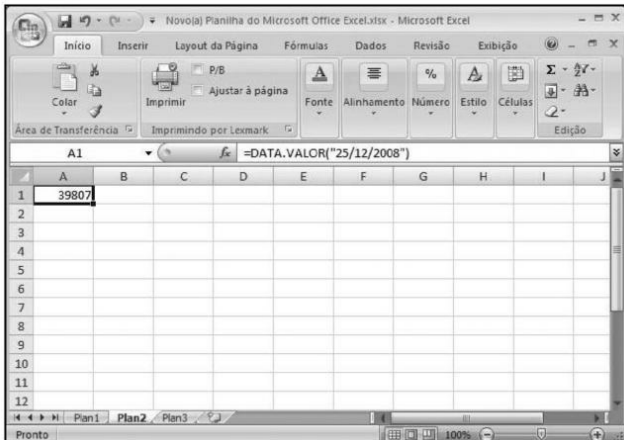 Novo(a) Planilha do Microsoft Office Excel.xlsx - Microsoft Excel
Início Inserir Layout da Página Fórmulas Dados Revisão Exibição
Colar
Imprimir
P/B
Ajustar à página
Fonte
Alinhamento
Número
Estilo
Células
Área de Transferência
Imprimindo por Lexmark
Edição
A1 fx =DATA.VALOR("25/12/2008")
A B C D E F G H I J
1 39807
2
3
4
5
6
7
8
9
10
11
12
Plan1 Plan2 Plan3
Pronto 100%